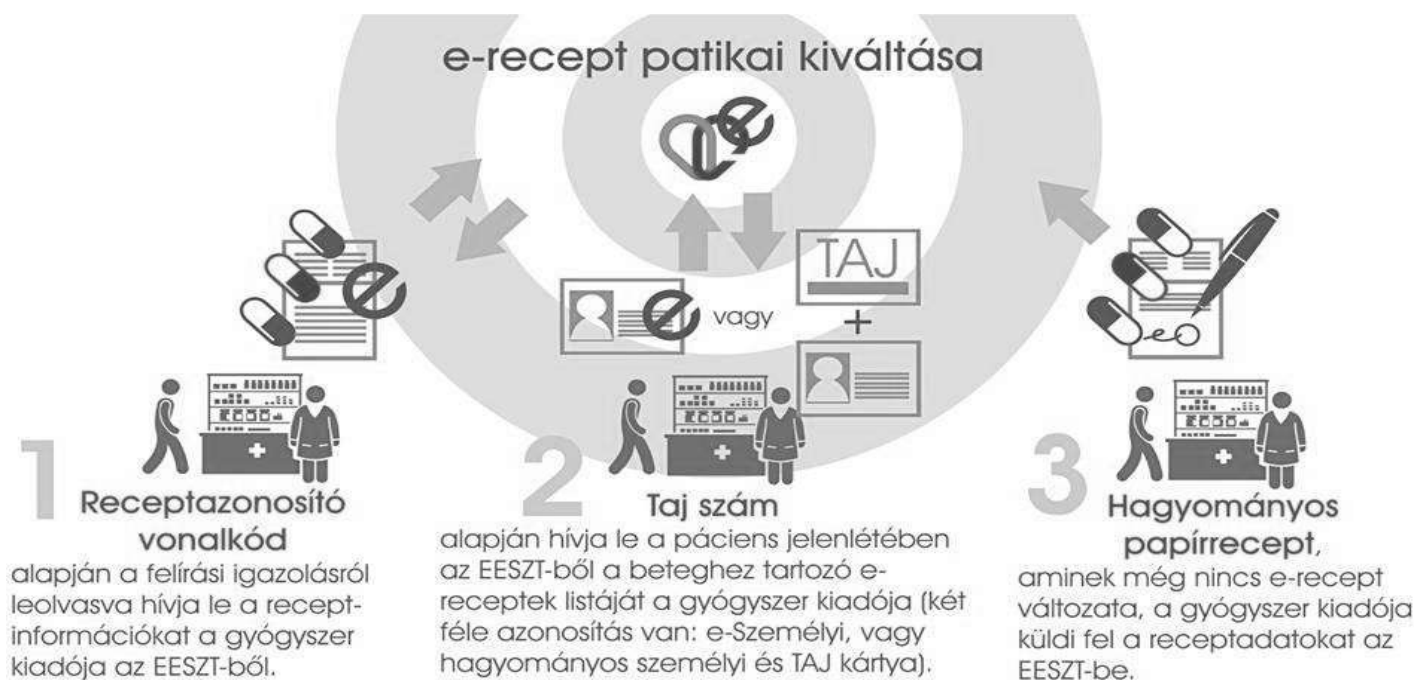 e-recept patikai kiváltása
TAJ
vagy
+
1
Receptazonosító
vonalkód
alapján a felírási igazolásról
leolvasva hívja le a recept-
információkat a gyógyszer
kiadója az EESZT-ből.
2
Taj szám
alapján hívja le a páciens jelenlétében
az EESZT-ből a beteghez tartozó e-
receptek listáját a gyógyszer kiadója (két
féle azonosítás van: e-Személyi, vagy
hagyományos személyi és TAJ kártya).
3
Hagyományos
papírrecept,
aminek még nincs e-recept
változata, a gyógyszer kiadója
küldi fel a receptadatokat az
EESZT-be.